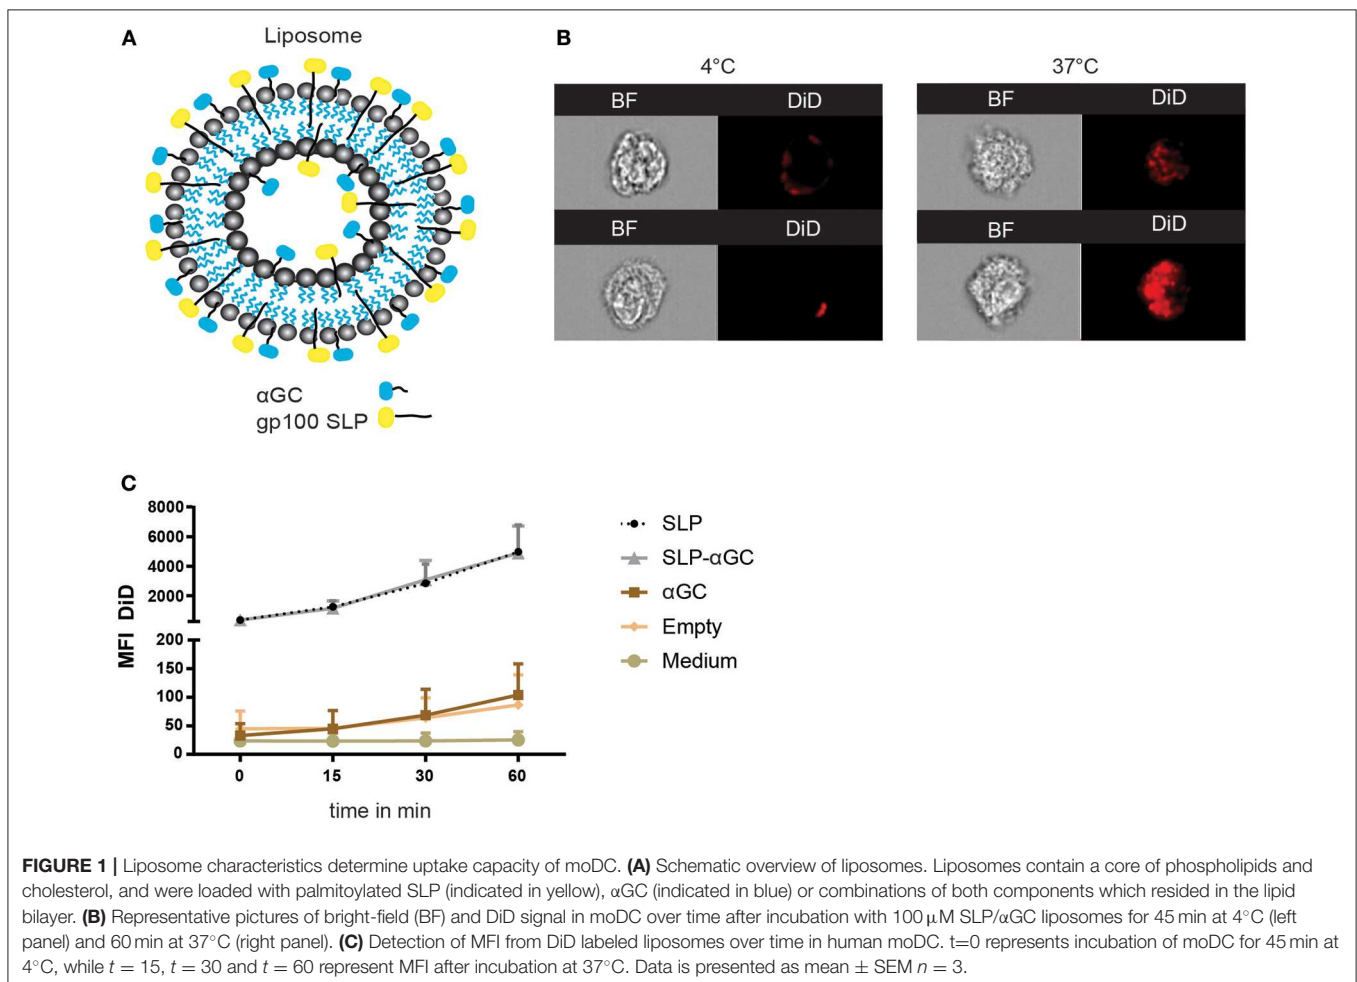 A
Liposome
αGC
gp100 SLP
B
4°C
37°C
BF
DiD
BF
DiD
BF
DiD
BF
DiD
C
8000
6000
4000
2000
200
150
100
50
0
MFI DiD
0
15
30
60
time in min
SLP
SLP-αGC
αGC
Empty
Medium
FIGURE 1 | Liposome characteristics determine uptake capacity of moDC. (A) Schematic overview of liposomes. Liposomes contain a core of phospholipids and
cholesterol, and were loaded with palmitoylated SLP (indicated in yellow), αGC (indicated in blue) or combinations of both components which resided in the lipid
bilayer. (B) Representative pictures of bright-field (BF) and DiD signal in moDC over time after incubation with 100 μM SLP/αGC liposomes for 45 min at 4°C (left
panel) and 60 min at 37°C (right panel). (C) Detection of MFI from DiD labeled liposomes over time in human moDC. t=0 represents incubation of moDC for 45 min at
4°C, while t = 15, t = 30 and t = 60 represent MFI after incubation at 37°C. Data is presented as mean ± SEM n = 3.